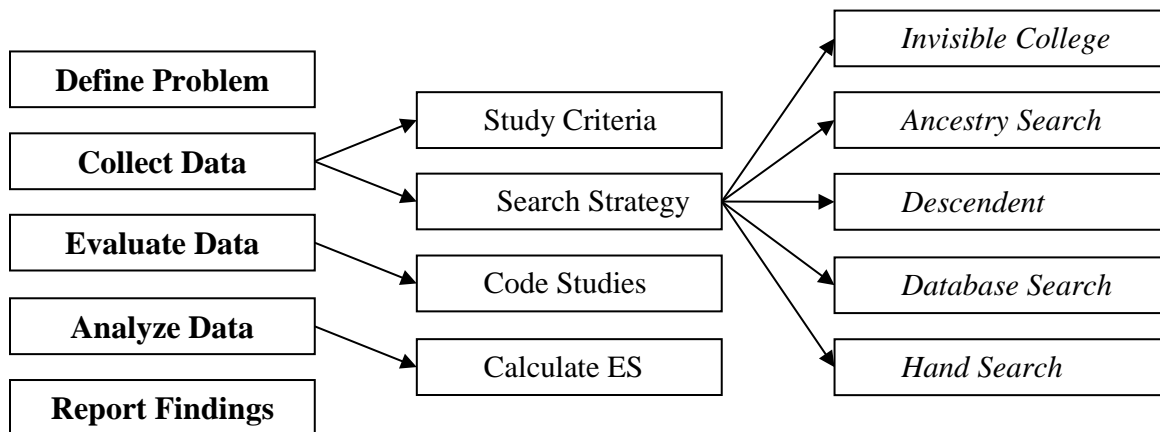 Define Problem
Collect Data
Evaluate Data
Analyze Data
Report Findings
Study Criteria
Search Strategy
Code Studies
Calculate ES
Invisible College
Ancestry Search
Descendent
Database Search
Hand Search